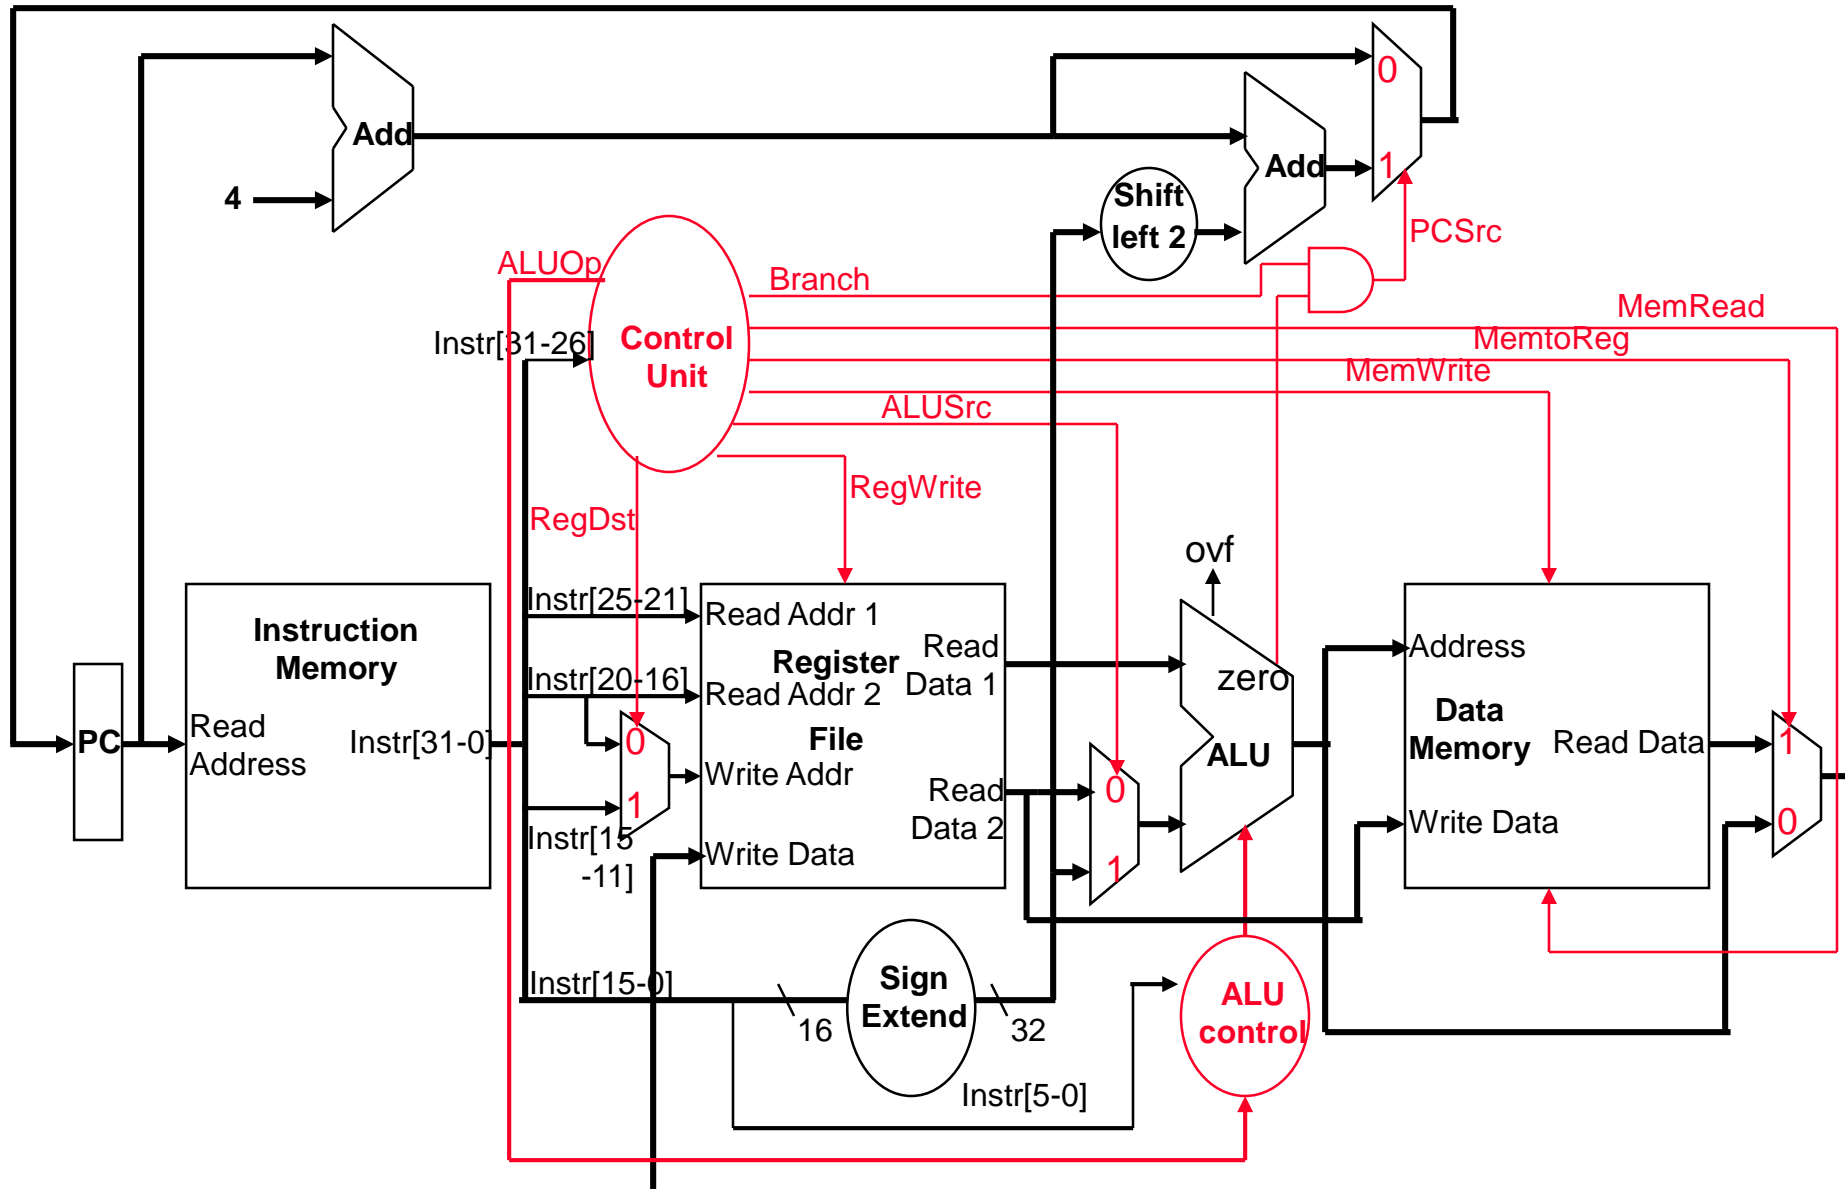 0
Add
Add
1
4
Shift
left 2
PCSrc
ALUOp
Branch
MemRead
Instr[31-26]
Control
Unit
MemtoReg
MemWrite
ALUSrc
RegWrite
RegDst
ovf
Instr[25-21]
Read Addr 1
Instruction
Memory
Register
File
Read
Data 1
Instr[20-16]
Read Addr 2
zero
Address
PC
Read
Address
Instr[31-0]
0
Write Addr
ALU
Data
Memory
Read Data
1
1
Read
Data 2
0
Write Data
0
Instr[15
-11]
Write Data
1
Instr[15-0]
Sign
Extend
16
32
ALU
control
Instr[5-0]